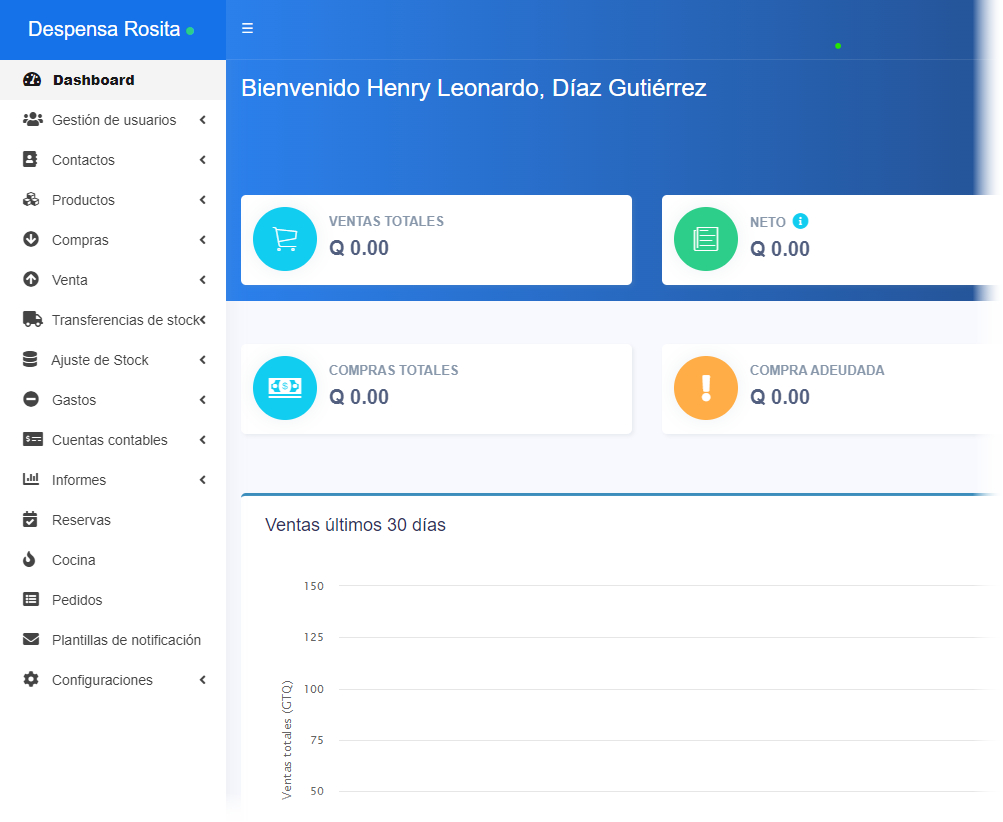 Despensa Rosita
Dashboard
Gestión de usuarios
Contactos
Productos
Compras
Venta
Transferencias de stock
Ajuste de Stock
Gastos
Cuentas contables
Informes
Reservas
Cocina
Pedidos
Plantillas de notificación
Configuraciones
Bienvenido Henry Leonardo, Díaz Gutiérrez
VENTAS TOTALES
Q 0.00
NETO
Q 0.00
COMPRAS TOTALES
Q 0.00
COMPRA ADEUDADA
Q 0.00
Ventas últimos 30 días
150
125
100
75
50
Ventas totales (GTQ)